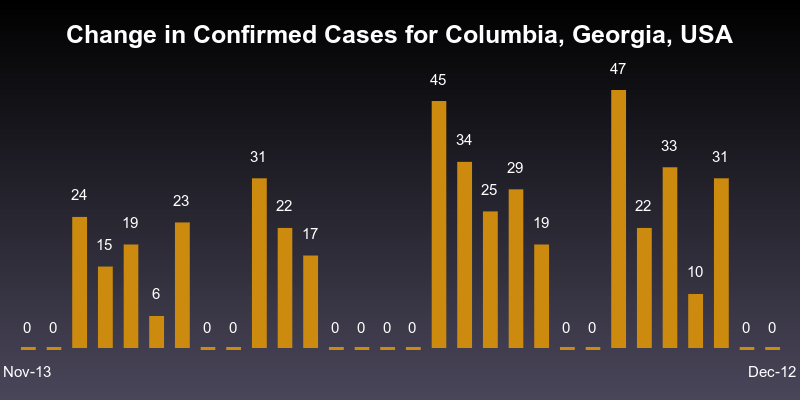 Change in Confirmed Cases for Columbia, Georgia, USA
0 0 24 15 19 6 23 0 0 31 22 17 0 0 0 0 45 34 25 29 19 0 0 47 22 33 10 31 0 0
Nov-13 Dec-12